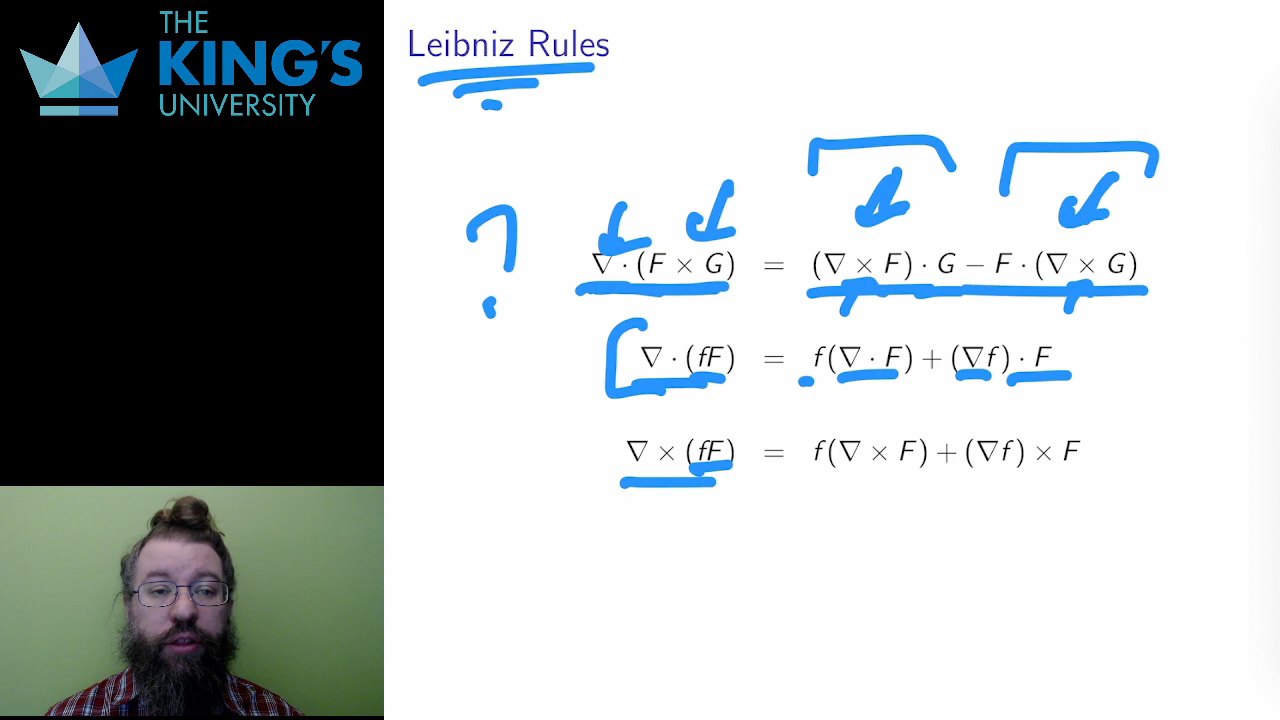 THE
KING'S
UNIVERSITY
Leibniz Rules
?
∇ · (F × G) = (∇ × F) · G − F · (∇ × G)
∇ · (fF) = f(∇ · F) + (∇f) · F
∇ × (fF) = f(∇ × F) + (∇f) × F